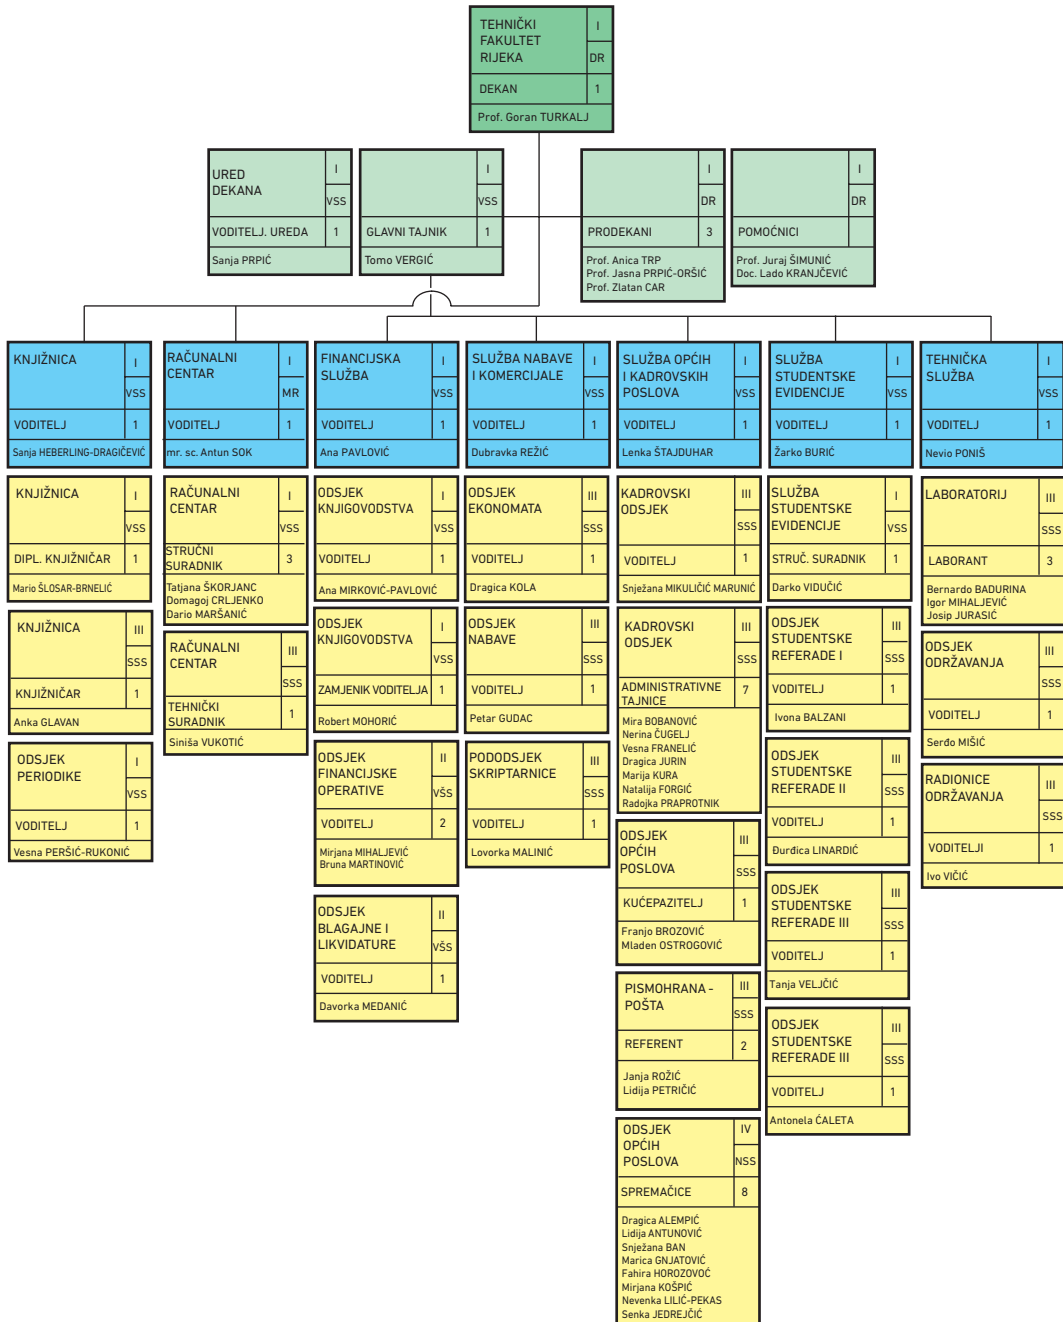 TEHNIČKI
FAKULTET
RIJEKA
I
DR
DEKAN
1
Prof. Goran TURKALJ
URED
DEKANA
I
VSS
VODITELJ. UREDA
1
Sanja PRPIĆ
I
VSS
GLAVNI TAJNIK
1
Tomo VERGIĆ
I
DR
PRODEKANI
3
Prof. Anica TRP
Prof. Jasna PRPIĆ-ORŠIĆ
Prof. Zlatan CAR
I
DR
POMOĆNICI
Prof. Juraj ŠIMUNIĆ
Doc. Lado KRANJČEVIĆ
KNJIŽNICA
I
VSS
VODITELJ
1
Sanja HEBERLING-DRAGIČEVIĆ
KNJIŽNICA
I
VSS
DIPL. KNJIŽNIČAR
1
Mario ŠLOSAR-BRNELIĆ
KNJIŽNICA
III
SSS
KNJIŽNIČAR
1
Anka GLAVAN
ODSJEK
PERIODIKE
I
VSS
VODITELJ
1
Vesna PERŠIĆ-RUKONIĆ
RAČUNALNI
CENTAR
I
MR
VODITELJ
1
mr. sc. Antun SOK
RAČUNALNI
CENTAR
I
VSS
STRUČNI
SURADNIK
3
Tatjana ŠKORJANC
Domagoj CRLJENKO
Dario MARŠANIĆ
RAČUNALNI
CENTAR
III
SSS
TEHNIČKI
SURADNIK
1
Siniša VUKOTIĆ
FINANCIJSKA
SLUŽBA
I
VSS
VODITELJ
1
Ana PAVLOVIĆ
ODSJEK
KNJIGOVODSTVA
I
VSS
VODITELJ
1
Ana MIRKOVIĆ-PAVLOVIĆ
ODSJEK
KNJIGOVODSTVA
I
VSS
ZAMJENIK VODITELJA
1
Robert MOHORIĆ
ODSJEK
FINANCIJSKE
OPERATIVE
II
VŠS
VODITELJ
2
Mirjana MIHALJEVIĆ
Bruna MARTINOVIĆ
ODSJEK
BLAGAJNE I
LIKVIDATURE
II
VŠS
VODITELJ
1
Davorka MEDANIĆ
SLUŽBA NABAVE
I KOMERCIJALE
I
VSS
VODITELJ
1
Dubravka REŽIĆ
ODSJEK
EKONOMATA
III
SSS
VODITELJ
1
Dragica KOLA
ODSJEK
NABAVE
III
SSS
VODITELJ
1
Petar GUDAC
PODODSJEK
SKRIPTARNICE
III
SSS
VODITELJ
1
Lovorka MALINIĆ
SLUŽBA OPĆIH
I KADROVSKIH
POSLOVA
I
VSS
VODITELJ
1
Lenka ŠTAJDUHAR
KADROVSKI
ODSJEK
III
SSS
VODITELJ
1
Snježana MIKULIČIĆ MARUNIĆ
KADROVSKI
ODSJEK
III
SSS
ADMINISTRATIVNE
TAJNICE
7
Mira BOBANOVIĆ
Nerina ČUGELJ
Vesna FRANELIĆ
Dragica JURIN
Marija KURA
Natalija FORGIĆ
Radojka PRAPROTNIK
ODSJEK
OPĆIH
POSLOVA
III
SSS
KUĆEPAZITELJ
1
Franjo BROZOVIĆ
Mladen OSTROGOVIĆ
PISMOHRANA -
POŠTA
III
SSS
REFERENT
2
Janja ROŽIĆ
Lidija PETRIČIĆ
ODSJEK
OPĆIH
POSLOVA
IV
NSS
SPREMAČICE
8
Dragica ALEMPIĆ
Lidija ANTUNOVIĆ
Snježana BAN
Marica GNJATOVIĆ
Fahira HOROZOVOĆ
Mirjana KOŠPIĆ
Nevenka LILIĆ-PEKAS
Senka JEDREJČIĆ
SLUŽBA
STUDENTSKE
EVIDENCIJE
I
VSS
VODITELJ
1
Žarko BURIĆ
SLUŽBA
STUDENTSKE
EVIDENCIJE
I
VSS
STRUČ. SURADNIK
1
Darko VIDUČIĆ
ODSJEK
STUDENTSKE
REFERADE I
III
SSS
VODITELJ
1
Ivona BALZANI
ODSJEK
STUDENTSKE
REFERADE II
III
SSS
VODITELJ
1
Đurđica LINARDIĆ
ODSJEK
STUDENTSKE
REFERADE III
III
SSS
VODITELJ
1
Tanja VELJČIĆ
ODSJEK
STUDENTSKE
REFERADE III
III
SSS
VODITELJ
1
Antonela ĆALETA
TEHNIČKA
SLUŽBA
I
VSS
VODITELJ
1
Nevio PONIŠ
LABORATORIJ
III
SSS
LABORANT
3
Bernardo BADURINA
Igor MIHALJEVIĆ
Josip JURASIĆ
ODSJEK
ODRŽAVANJA
III
SSS
VODITELJ
1
Serđo MIŠIĆ
RADIONICE
ODRŽAVANJA
III
SSS
VODITELJI
1
Ivo VIČIĆ